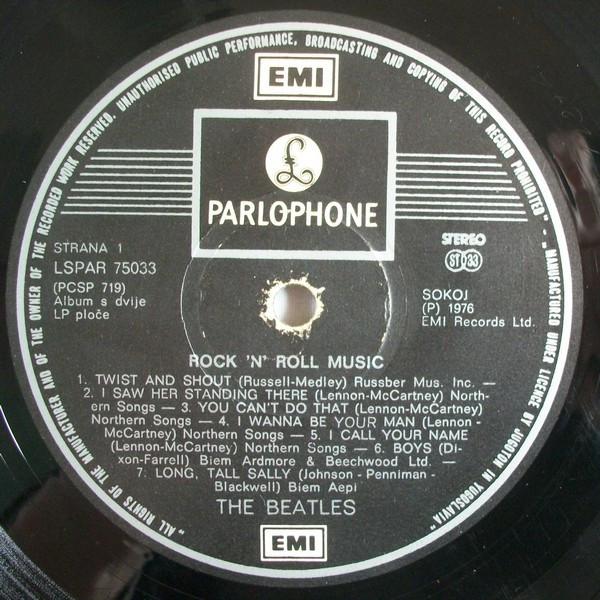 "ALL RIGHTS OF THE MANUFACTURER AND OF THE OWNER OF THE RECORDED WORK RESERVED. UNAUTHORISED PUBLIC PERFORMANCE, BROADCASTING AND COPYING OF THIS RECORD PROHIBITED" - „MANUFACTURED UNDER LICENCE BY JUGOTON IN YUGOSLAVIA"
EMI
£
PARLOPHONE
STRANA 1
LSPAR 75033
(PCSP 719)
Album s dvije
LP ploče
STEREO
ST 33
SOKOJ
(P) 1976
EMI Records Ltd.
ROCK 'N' ROLL MUSIC
1. TWIST AND SHOUT (Russell-Medley) Russber Mus. Inc. —
2. I SAW HER STANDING THERE (Lennon-McCartney) North-
ern Songs — 3. YOU CAN'T DO THAT (Lennon-McCartney)
Northern Songs — 4. I WANNA BE YOUR MAN (Lennon -
McCartney) Northern Songs — 5. I CALL YOUR NAME
(Lennon-McCartney) Northern Songs — 6. BOYS (Di-
xon-Farrell) Biem Ardmore & Beechwood Ltd. —
7: LONG, TALL SALLY (Johnson - Penniman -
Blackwell) Biem Aepi
THE BEATLES
EMI